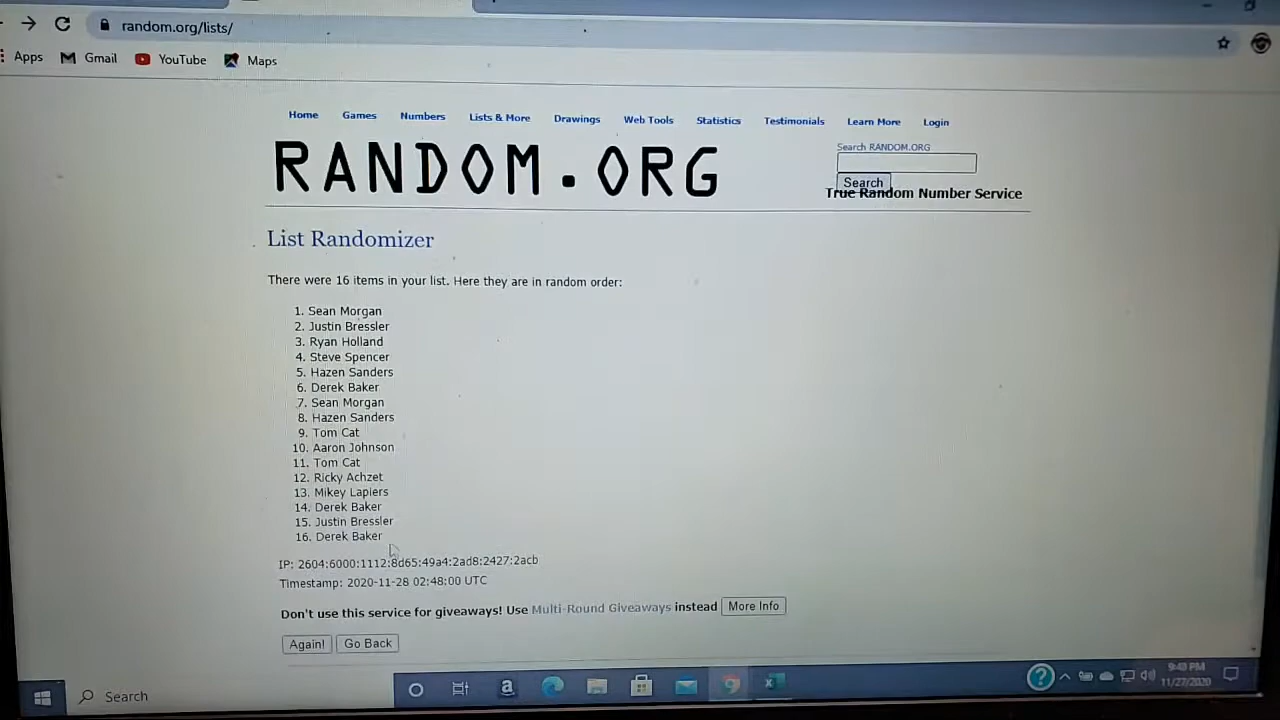 random.org/lists/
Apps Gmail YouTube Maps
Home Games Numbers Lists & More Drawings Web Tools Statistics Testimonials Learn More Login
RANDOM.ORG
Search RANDOM.ORG
Search
True Random Number Service
List Randomizer
There were 16 items in your list. Here they are in random order:
1. Sean Morgan
2. Justin Bressler
3. Ryan Holland
4. Steve Spencer
5. Hazen Sanders
6. Derek Baker
7. Sean Morgan
8. Hazen Sanders
9. Tom Cat
10. Aaron Johnson
11. Tom Cat
12. Ricky Achzet
13. Mikey Lapiers
14. Derek Baker
15. Justin Bressler
16. Derek Baker
IP: 2604:6000:1112:8d65:49a4:2ad8:2427:2acb
Timestamp: 2020-11-28 02:48:00 UTC
Don't use this service for giveaways! Use Multi-Round Giveaways instead More Info
Again! Go Back
Search
9:48 PM
11/27/2020